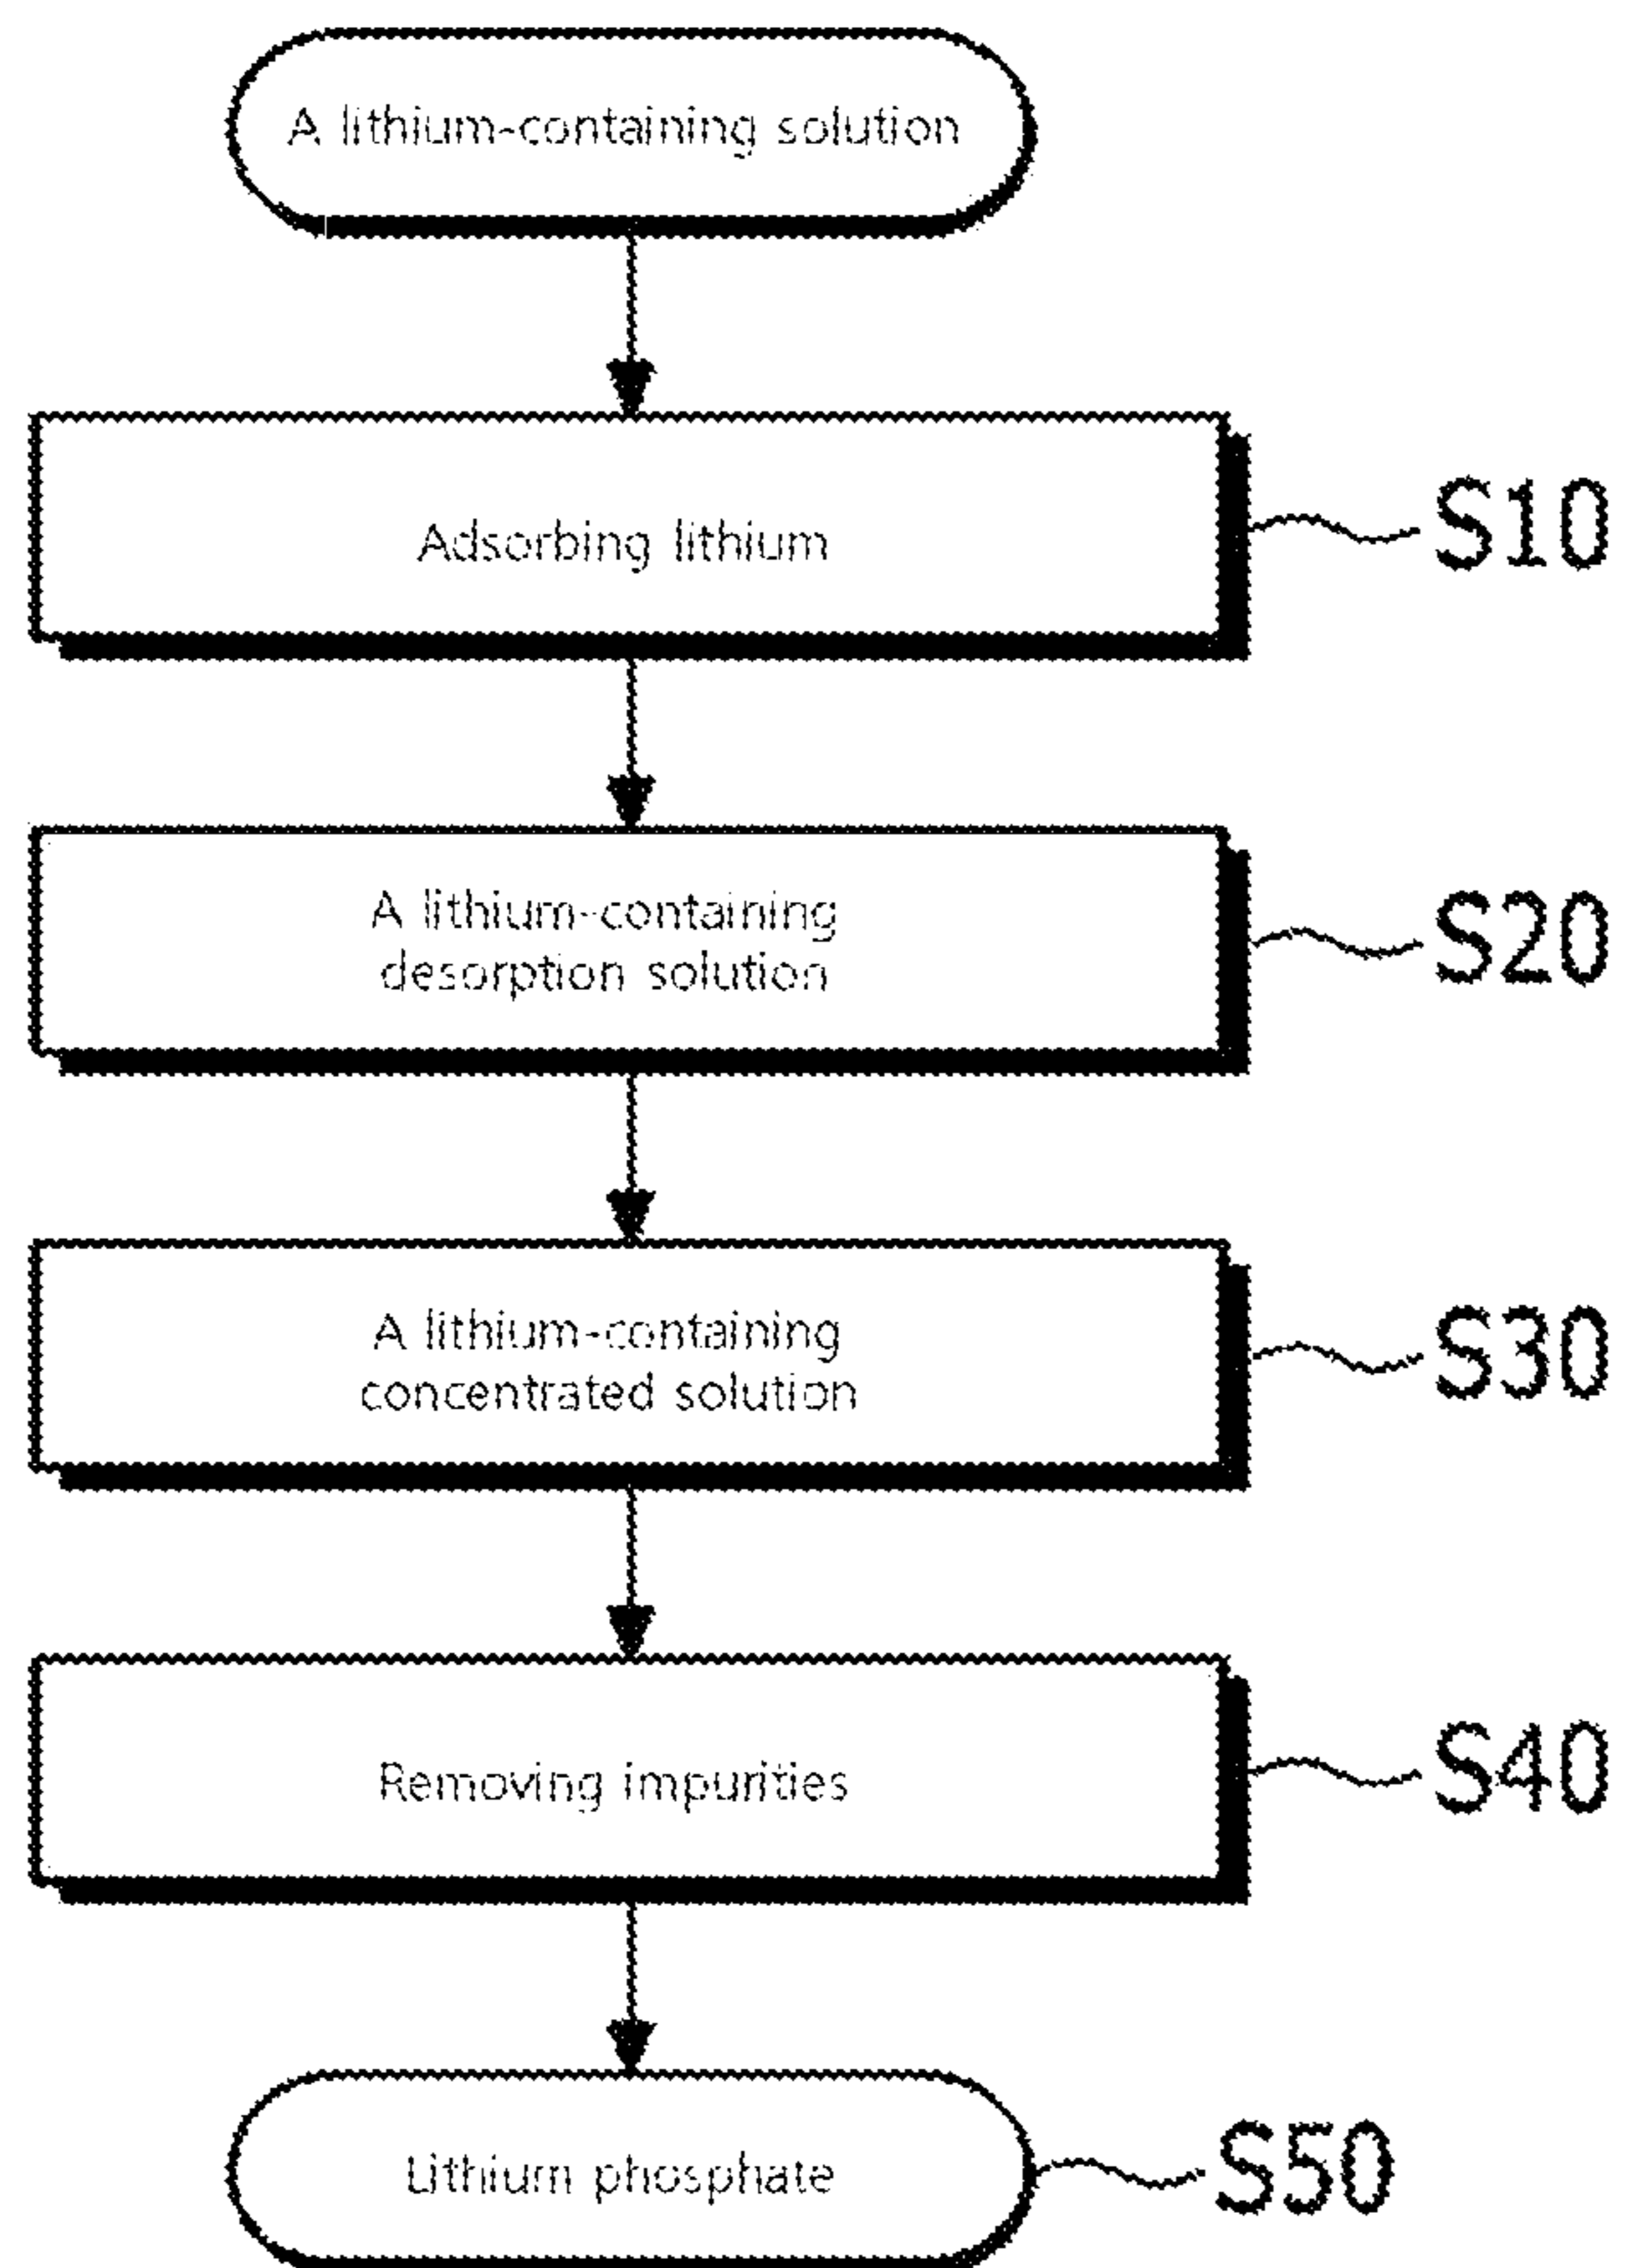 A lithium-containing solution
Adsorbing lithium
S10
A lithium-containing
desorption solution
S20
A lithium-containing
concentrated solution
S30
Removing impurities
S40
Lithium phosphate
S50